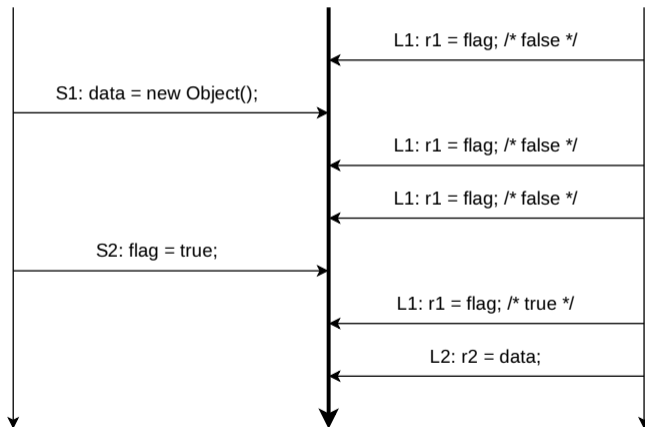 L1: r1 = flag; /* false */
S1: data = new Object();
L1: r1 = flag; /* false */
L1: r1 = flag; /* false */
S2: flag = true;
L1: r1 = flag; /* true */
L2: r2 = data;